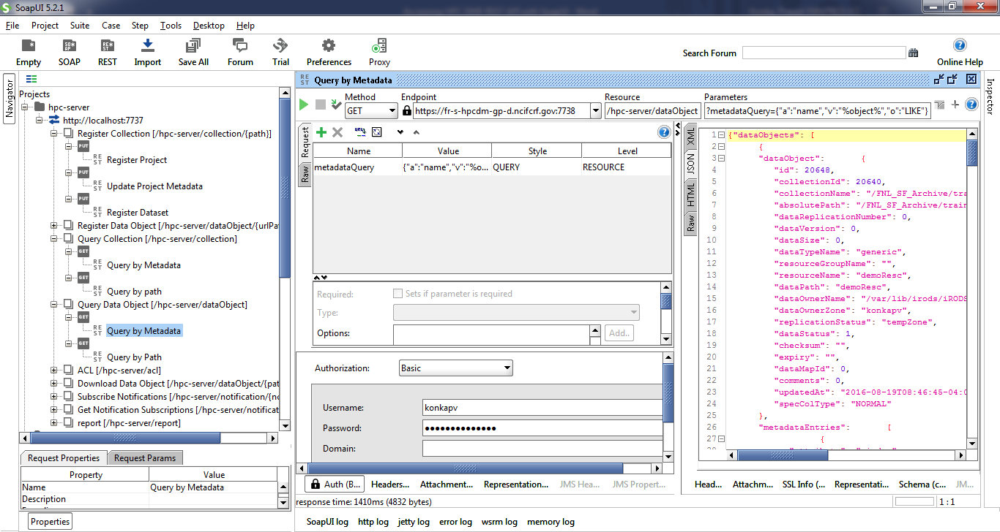 SoapUI 5.2.1
File Project Suite Case Step Tools Desktop Help
Empty SOAP REST Import Save All Forum Trial Preferences Proxy
Search Forum
Online Help
Navigator
Projects
hpc-server
http://localhost:7737
Register Collection [/hpc-server/collection/{path}]
PUT
REST Register Project
PUT
REST Update Project Metadata
PUT
REST Register Dataset
Register Data Object [/hpc-server/dataObject/{urlPa
Query Collection [/hpc-server/collection]
GET
REST Query by Metadata
GET
REST Query by path
Query Data Object [/hpc-server/dataObject]
GET
REST Query by Metadata
GET
REST Query by Path
ACL [/hpc-server/acl]
Download Data Object [/hpc-server/dataObject/{pat
Subscribe Notifications [/hpc-server/notification/{no
Get Notification Subscriptions [/hpc-server/notificat
report [/hpc-server/report]
Request Properties Request Params
Property Value
Name Query by Metadata
Description
Properties
REST Query by Metadata
Method Endpoint Resource Parameters
GET https://fr-s-hpcdm-gp-d.ncifcrf.gov:7738 /hpc-server/dataObject ?metadataQuery={"a":"name","v":"%object%","o":"LIKE"}
Request
Raw
Name Value Style Level
metadataQuery {"a":"name","v":"%o... QUERY RESOURCE
Required: Sets if parameter is required
Type:
Options: Add..
Authorization: Basic
Username: konkapv
Password: ●●●●●●●●●●●●●●
Domain:
Auth (B... Headers... Attachment... Representation... JMS Hea... JMS Propert...
response time: 1410ms (4832 bytes)
XML
JSON
HTML
Raw
1 {"dataObjects": [
2 {
3 "dataObject": {
4 "id": 20648,
5 "collectionId": 20640,
6 "collectionName": "/FNL_SF_Archive/tra
7 "absolutePath": "/FNL_SF_Archive/train
8 "dataReplicationNumber": 0,
9 "dataVersion": 0,
10 "dataSize": 0,
11 "dataTypeName": "generic",
12 "resourceGroupName": "",
13 "resourceName": "demoResc",
14 "dataPath": "demoResc",
15 "dataOwnerName": "/var/lib/irods/iRODS
16 "dataOwnerZone": "konkapv",
17 "replicationStatus": "tempZone",
18 "dataStatus": 1,
19 "checksum": "",
20 "expiry": "",
21 "dataMapId": 0,
22 "comments": 0,
23 "updatedAt": "2016-08-19T08:46:45-04:0
24 "specColType": "NORMAL"
25 },
26 "metadataEntries": [
27 {
Head... Attachm... SSL Info (... Representati... Schema (c... JM...
1 : 1
Inspector
SoapUI log http log jetty log error log wsrm log memory log